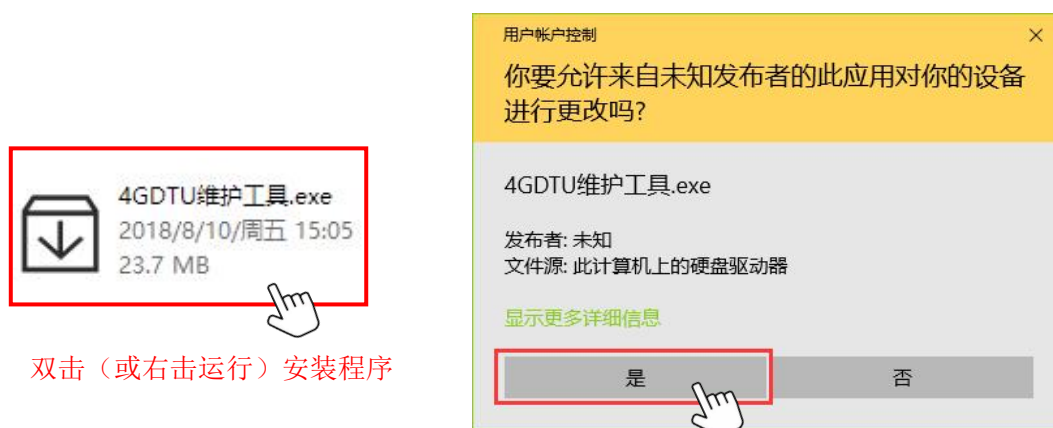 4GDTU维护工具.exe
2018/8/10/周五 15:05
23.7 MB
双击（或右击运行）安装程序
用户帐户控制
你要允许来自未知发布者的此应用对你的设备
进行更改吗?
4GDTU维护工具.exe
发布者: 未知
文件源: 此计算机上的硬盘驱动器
显示更多详细信息
是
否